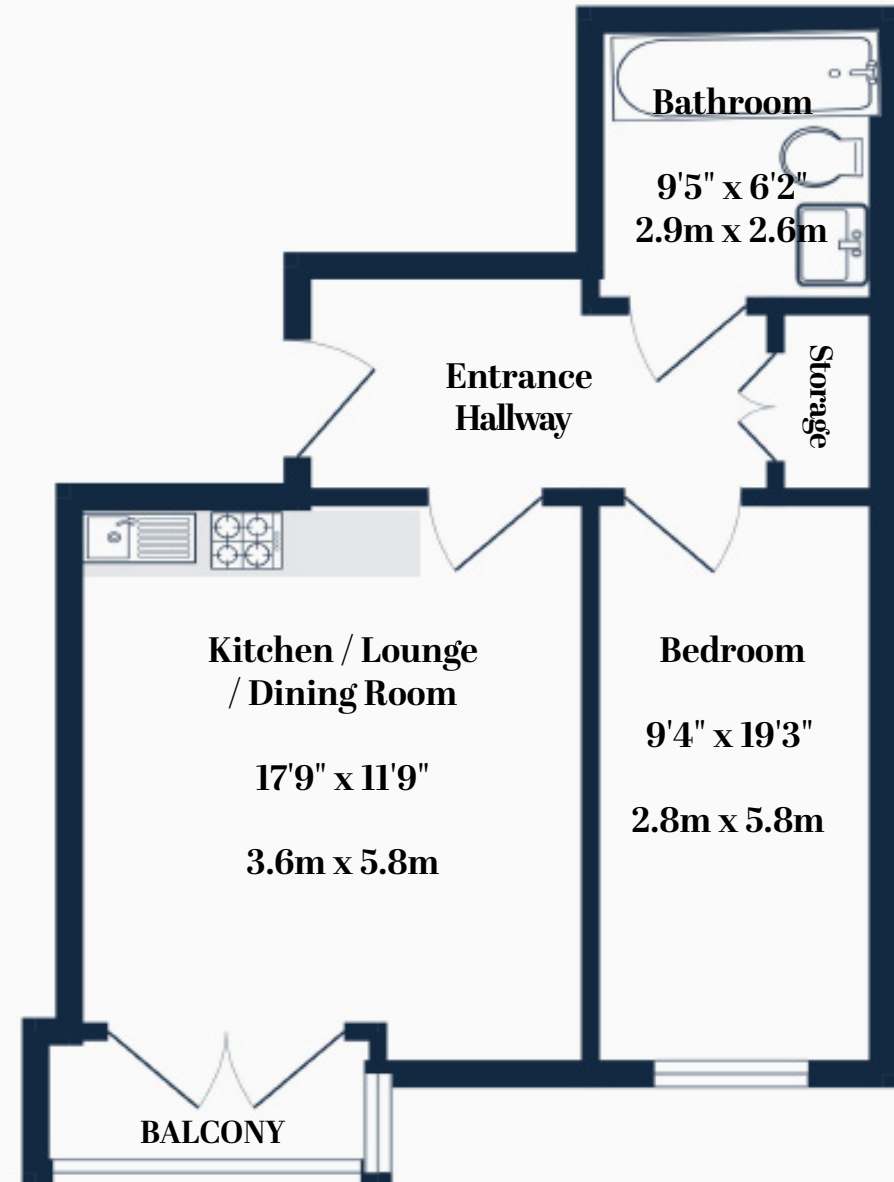 Bathroom
9'5" x 6'2"
2.9m x 2.6m
Entrance
Hallway
Storage
Kitchen / Lounge
/ Dining Room
17'9" x 11'9"
3.6m x 5.8m
Bedroom
9'4" x 19'3"
2.8m x 5.8m
BALCONY